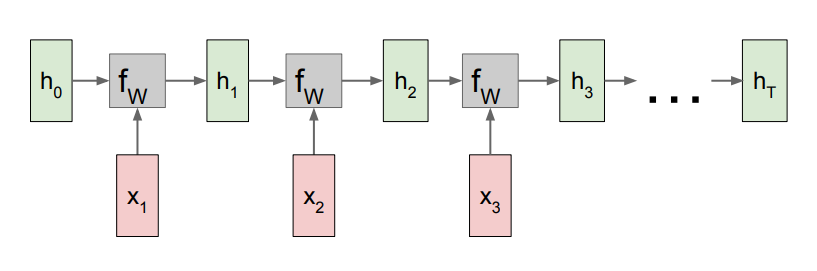 h0 fW h1 fW h2 fW h3 ... hT
x1 x2 x3